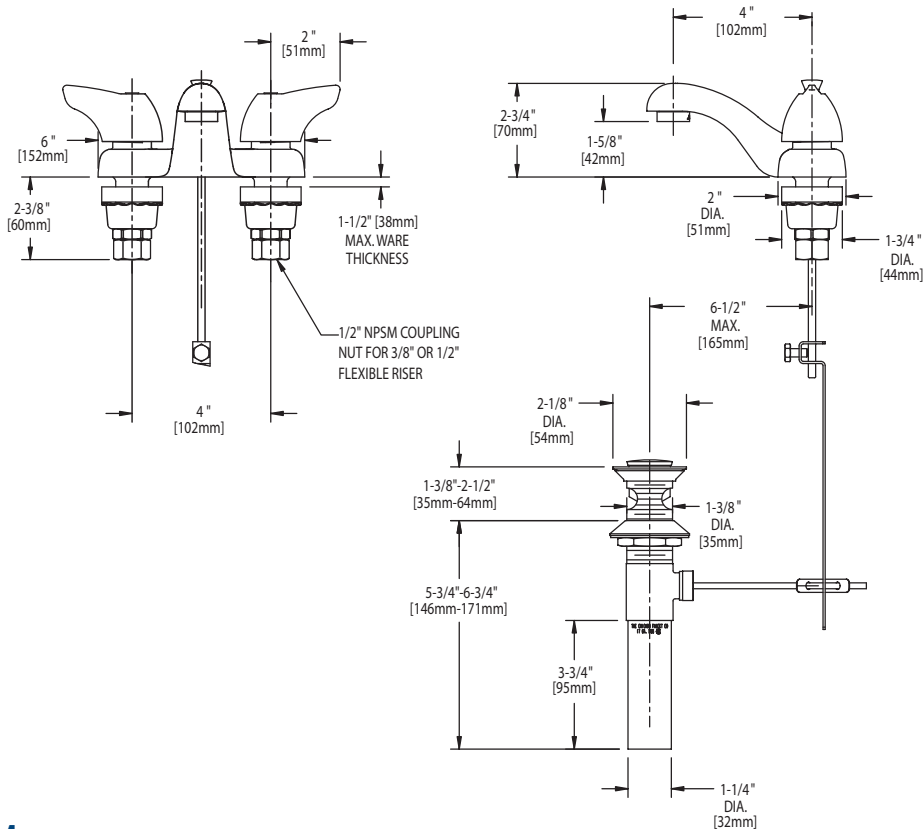 2"
[51mm]
6"
[152mm]
2-3/8"
[60mm]
1-1/2" [38mm]
MAX. WARE
THICKNESS
1/2" NPSM COUPLING
NUT FOR 3/8" OR 1/2"
FLEXIBLE RISER
4"
[102mm]
4"
[102mm]
2-3/4"
[70mm]
1-5/8"
[42mm]
2"
DIA.
[51mm]
1-3/4"
DIA.
[44mm]
6-1/2"
MAX.
[165mm]
2-1/8"
DIA.
[54mm]
1-3/8"-2-1/2"
[35mm-64mm]
1-3/8"
DIA.
[35mm]
5-3/4"-6-3/4"
[146mm-171mm]
3-3/4"
[95mm]
1-1/4"
DIA.
[32mm]